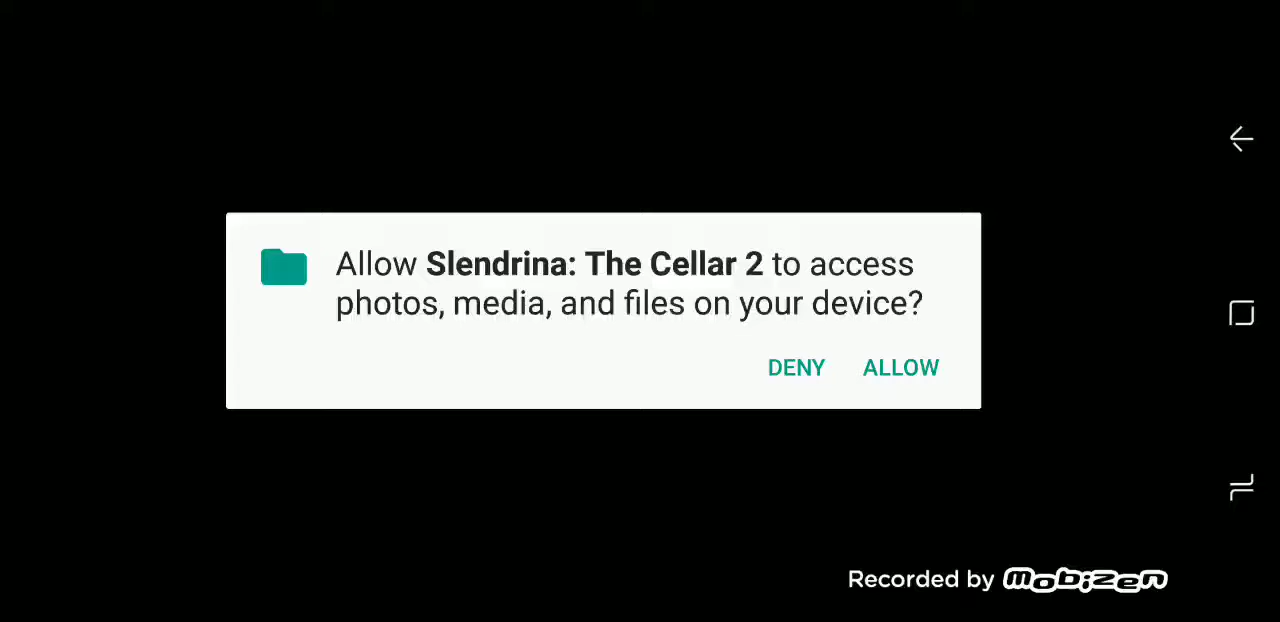 Allow Slendrina: The Cellar 2 to access
photos, media, and files on your device?
DENY ALLOW
Recorded by mobizen